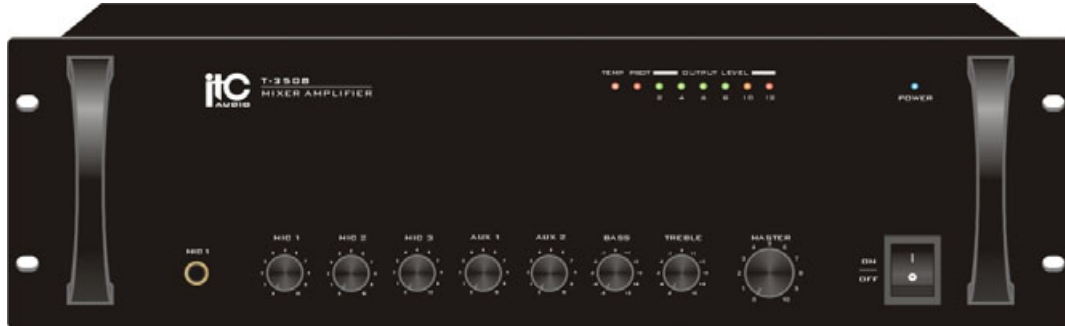 itc
AUDIO
T-350B
MIXER AMPLIFIER
TEMP PROT OUTPUT LEVEL
2 4 6 8 10 12
POWER
MIC 1
MIC 1 MIC 2 MIC 3 AUX 1 AUX 2 BASS TREBLE MASTER
ON
OFF